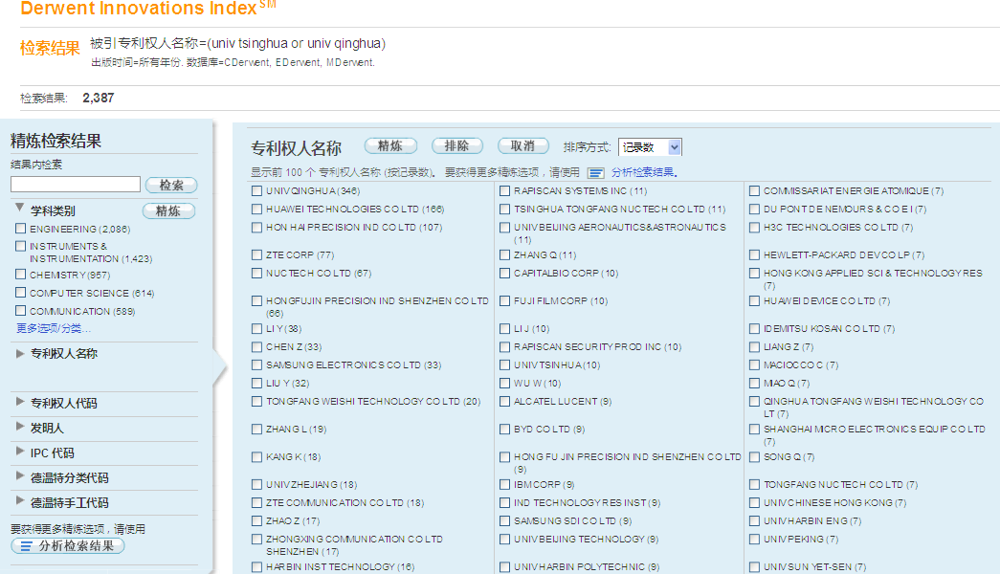 Derwent Innovations Index℠
检索结果 被引专利权人名称=(univ tsinghua or univ qinghua)
出版时间=所有年份. 数据库=CDerwent, EDerwent, MDerwent.
检索结果: 2,387
精炼检索结果
结果内检索
检索
学科类别 精炼
ENGINEERING (2,086)
INSTRUMENTS &
INSTRUMENTATION (1,423)
CHEMISTRY (957)
COMPUTER SCIENCE (614)
COMMUNICATION (589)
更多选项/分类...
专利权人名称
专利权人代码
发明人
IPC 代码
德温特分类代码
德温特手工代码
要获得更多精炼选项，请使用
分析检索结果
专利权人名称 精炼 排除 取消 排序方式: 记录数
显示前 100 个 专利权人名称 (按记录数)。 要获得更多精炼选项，请使用 分析检索结果。
UNIV QINGHUA (346)
HUAWEI TECHNOLOGIES CO LTD (166)
HON HAI PRECISION IND CO LTD (107)
ZTE CORP (77)
NUCTECH CO LTD (67)
HONGFUJIN PRECISION IND SHENZHEN CO LTD
(66)
LI Y (38)
CHEN Z (33)
SAMSUNG ELECTRONICS CO LTD (33)
LIU Y (32)
TONGFANG WEISHI TECHNOLOGY CO LTD (20)
ZHANG L (19)
KANG K (18)
UNIV ZHEJIANG (18)
ZTE COMMUNICATION CO LTD (18)
ZHAO Z (17)
ZHONGXING COMMUNICATION CO LTD
SHENZHEN (17)
HARBIN INST TECHNOLOGY (16)
RAPISCAN SYSTEMS INC (11)
TSINGHUA TONGFANG NUCTECH CO LTD (11)
UNIV BEIJING AERONAUTICS&ASTRONAUTICS
(11)
ZHANG Q (11)
CAPITALBIO CORP (10)
FUJI FILM CORP (10)
LI J (10)
RAPISCAN SECURITY PROD INC (10)
UNIV TSINHUA (10)
WU W (10)
ALCATEL LUCENT (9)
BYD CO LTD (9)
HONG FU JIN PRECISION IND SHENZHEN CO LTD
(9)
IBM CORP (9)
IND TECHNOLOGY RES INST (9)
SAMSUNG SDI CO LTD (9)
UNIV BEIJING TECHNOLOGY (9)
UNIV HARBIN POLYTECHNIC (9)
COMMISSARIAT ENERGIE ATOMIQUE (7)
DU PONT DE NEMOURS & CO E I (7)
H3C TECHNOLOGIES CO LTD (7)
HEWLETT-PACKARD DEV CO LP (7)
HONG KONG APPLIED SCI & TECHNOLOGY RES
(7)
HUAWEI DEVICE CO LTD (7)
IDEMITSU KOSAN CO LTD (7)
LIANG Z (7)
MACIOCCO C (7)
MIAO Q (7)
QINGHUA TONGFANG WEISHI TECHNOLOGY CO
LT (7)
SHANGHAI MICRO ELECTRONICS EQUIP CO LTD
(7)
SONG Q (7)
TONGFANG NUCTECH CO LTD (7)
UNIV CHINESE HONG KONG (7)
UNIV HARBIN ENG (7)
UNIV PEKING (7)
UNIV SUN YET-SEN (7)